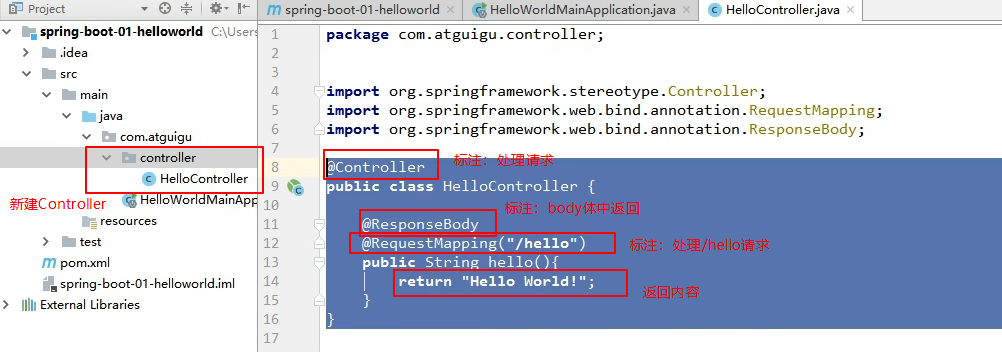 Project
spring-boot-01-helloworld
HelloWorldMainApplication.java
HelloController.java
spring-boot-01-helloworld C:\Users
.idea
src
main
java
com.atguigu
controller
HelloController
新建Controller
HelloWorldMainApp
resources
test
pom.xml
spring-boot-01-helloworld.iml
External Libraries
1 package com.atguigu.controller;
2
3
4 import org.springframework.stereotype.Controller;
5 import org.springframework.web.bind.annotation.RequestMapping;
6 import org.springframework.web.bind.annotation.ResponseBody;
7
8 @Controller 标注：处理请求
9 public class HelloController {
10 标注：body体中返回
11 @ResponseBody
12 @RequestMapping("/hello") 标注：处理/hello请求
13 public String hello(){
14 return "Hello World!";
15 } 返回内容
16 }
17